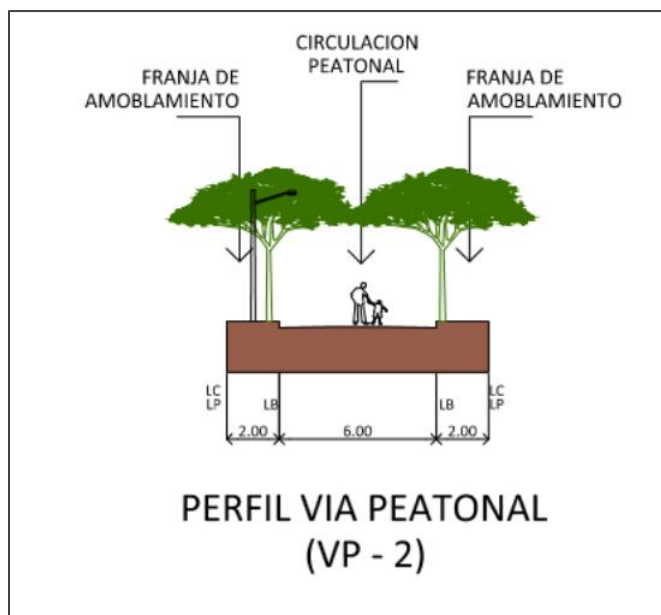 CIRCULACION
PEATONAL
FRANJA DE
AMOBLAMIENTO
FRANJA DE
AMOBLAMIENTO
LC
LP
LB
LB
LC
LP
2.00
6.00
2.00
PERFIL VIA PEATONAL
(VP - 2)